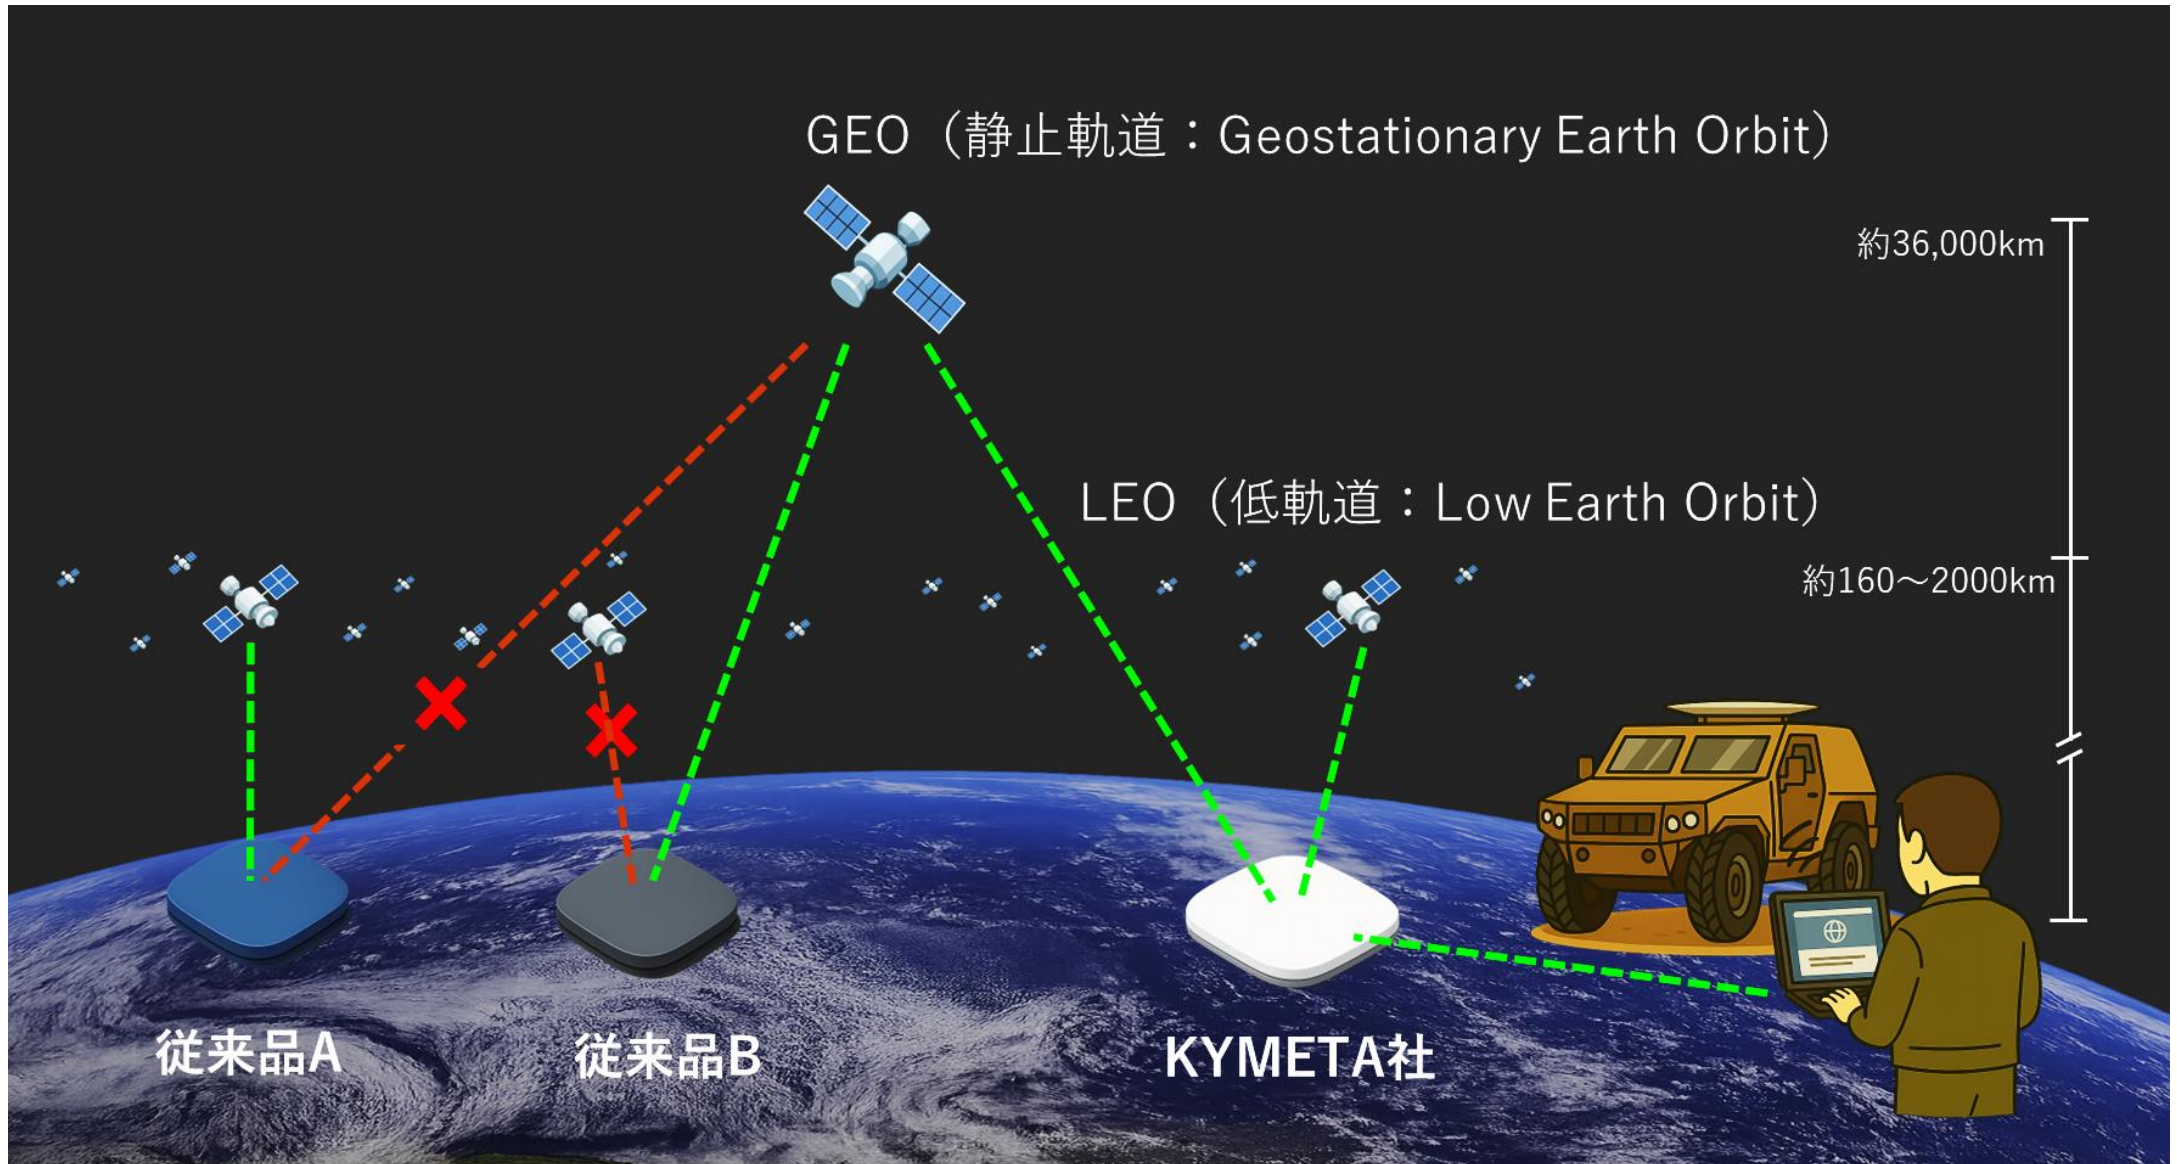 GEO（静止軌道：Geostationary Earth Orbit）
約36,000km
LEO（低軌道：Low Earth Orbit）
約160～2000km
従来品A
従来品B
KYMETA社